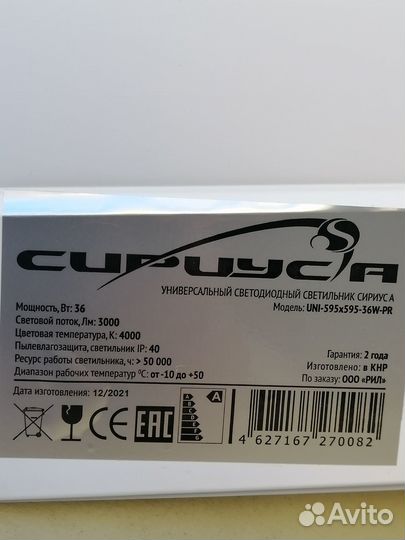 СИРИУС А
УНИВЕРСАЛЬНЫЙ СВЕТОДИОДНЫЙ СВЕТИЛЬНИК СИРИУС А
Модель: UNI-595x595-36W-PR
Мощность, Вт: 36
Световой поток, Лм: 3000
Цветовая температура, К: 4000
Пылевлагозащита, светильник IP: 40
Ресурс работы светильника, ч: > 50 000
Диапазон рабочих температур °С: от -10 до +50
Гарантия: 2 года
Изготовлено: в КНР
По заказу: ООО «РИЛ»
Дата изготовления: 12/2021
CE EAC
A
4 627167 270082
Avito